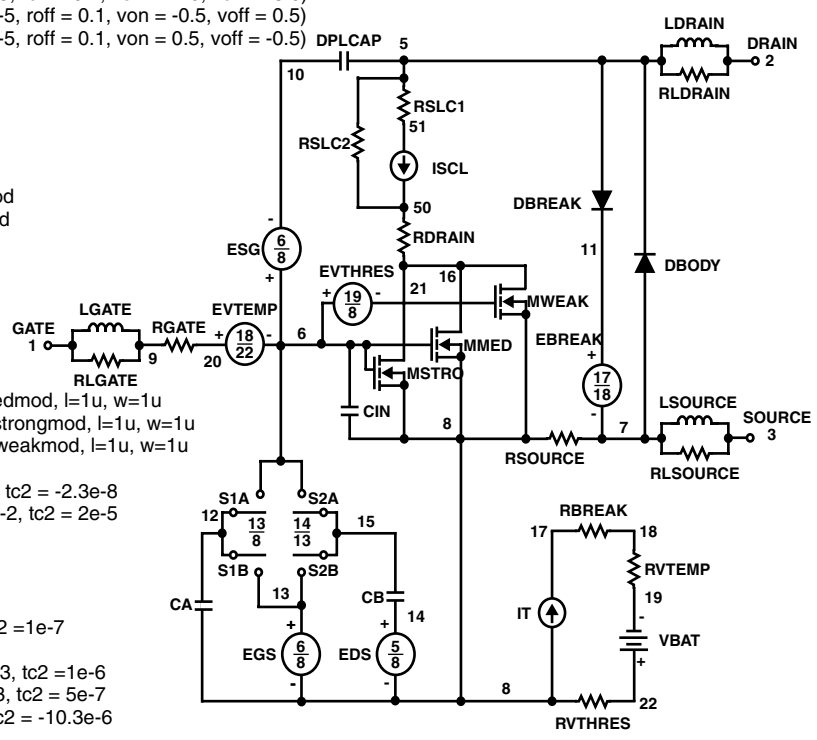 -5, roff = 0.1, von = -0.5, voff = 0.5)
-5, roff = 0.1, von = 0.5, voff = -0.5)
LDRAIN
DPLCAP
5
DRAIN
2
10
RLDRAIN
RSLC1
51
RSLC2
ISCL
50
DBREAK
RDRAIN
ESG
6
8
-
+
11
DBODY
EVTHRES
+
19
8
-
16
21
MWEAK
LGATE
EVTEMP
GATE
1
RGATE
+
18
22
-
6
EBREAK
MMED
9
20
RLGATE
MSTRO
+
17
18
-
LSOURCE
edmod, l=1u, w=1u
strongmod, l=1u, w=1u
weakmod, l=1u, w=1u
CIN
8
7
SOURCE
3
RSOURCE
RLSOURCE
tc2 = -2.3e-8
-2, tc2 = 2e-5
S1A
S2A
12
13
8
14
13
15
RBREAK
17
18
S1B
S2B
RVTEMP
13
CA
CB
19
IT
14
-
VBAT
+
2 =1e-7
+
EGS
6
8
-
+
EDS
5
8
-
3, tc2 =1e-6
3, tc2 = 5e-7
c2 = -10.3e-6
8
22
RVTHRES